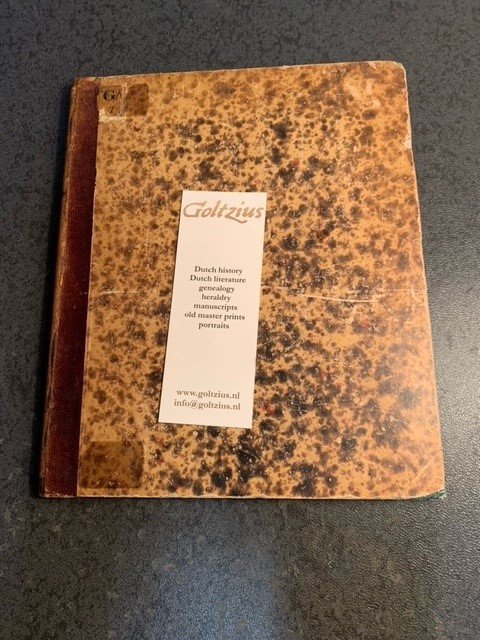 Goltzius
Dutch history
Dutch literature
genealogy
heraldry
manuscripts
old master prints
portraits
www.goltzius.nl
info@goltzius.nl